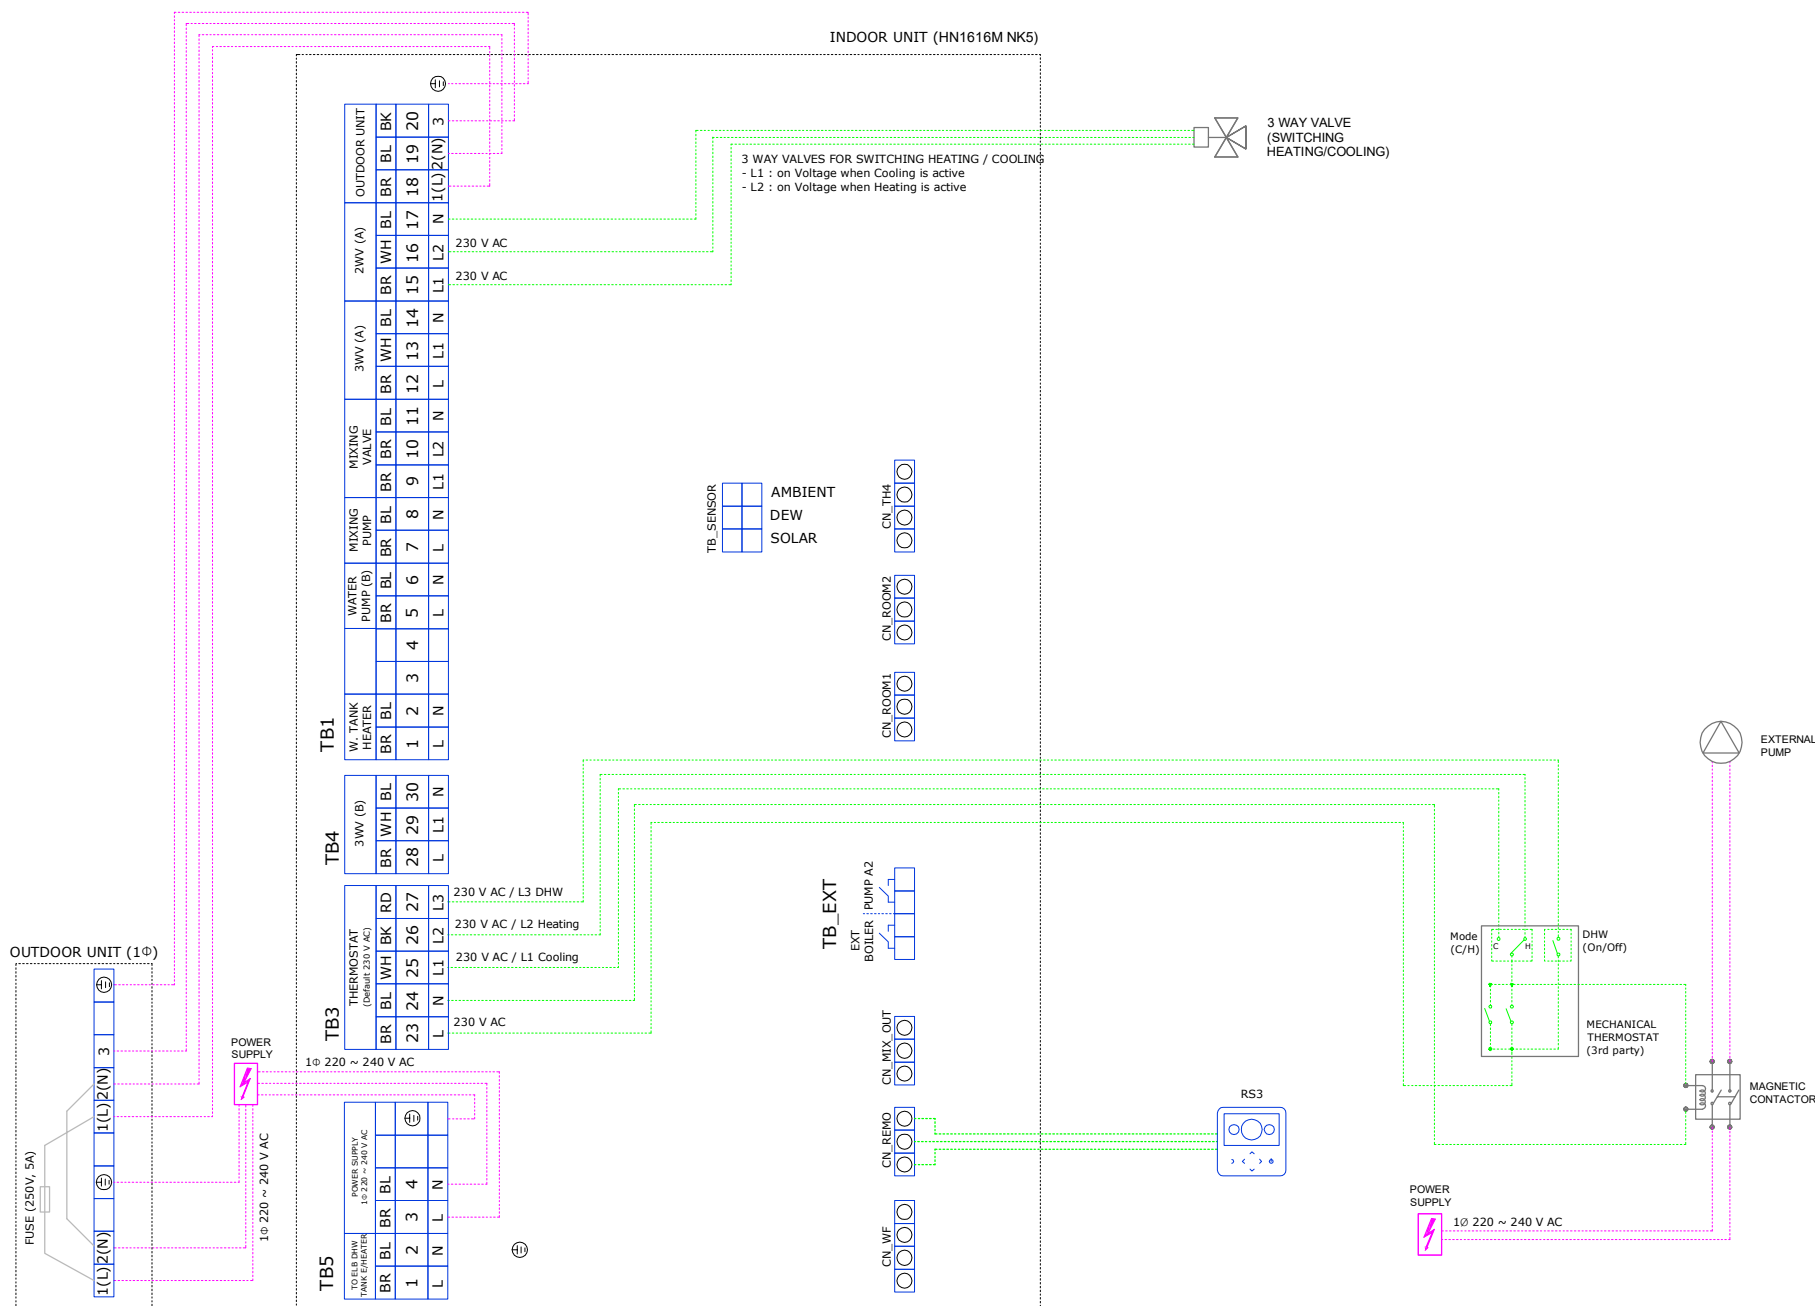 INDOOR UNIT (HN1616M NK5)
OUTDOOR UNIT
BK 20 3
BL 19 2(N)
BR 18 1(L)
2WV (A)
BL 17 N
WH 16 L2
BR 15 L1
3WV (A)
BL 14 N
WH 13 L1
BR 12 L
MIXING
VALVE
BL 11 N
BR 10 L2
BR 9 L1
MIXING
PUMP
BL 8 N
BR 7 L
WATER
PUMP (B)
BL 6 N
BR 5 L
4
3
W. TANK
HEATER
BL 2 N
BR 1 L
TB1
230 V AC
230 V AC
3 WAY VALVES FOR SWITCHING HEATING / COOLING
- L1 : on Voltage when Cooling is active
- L2 : on Voltage when Heating is active
3 WAY VALVE
(SWITCHING
HEATING/COOLING)
TB_SENSOR
AMBIENT
DEW
SOLAR
CN_TH4
CN_ROOM2
CN_ROOM1
TB4
3WV (B)
BL 30 N
WH 29 L1
BR 28 L
TB3
THERMOSTAT
(Default 230 V AC)
RD 27 L3
BK 26 L2
WH 25 L1
BL 24 N
BR 23 L
230 V AC / L3 DHW
230 V AC / L2 Heating
230 V AC / L1 Cooling
230 V AC
TB_EXT
PUMP A2
EXT
BOILER
CN_MIX_OUT
CN_REMO
CN_WF
RS3
EXTERNAL
PUMP
Mode
(C/H)
C
H
DHW
(On/Off)
MECHANICAL
THERMOSTAT
(3rd party)
MAGNETIC
CONTACTOR
POWER
SUPPLY
1Ø 220 ~ 240 V AC
OUTDOOR UNIT (1Φ)
3
2(N)
1(L)
2(N)
1(L)
FUSE (250V, 5A)
POWER
SUPPLY
1Φ 220 ~ 240 V AC
1Φ 220 ~ 240 V AC
TB5
POWER SUPPLY
1Φ 220 ~ 240 V AC
BL 4 N
BR 3 L
TO ELB DHW
TANK E/HEATER
BL 2 N
BR 1 L